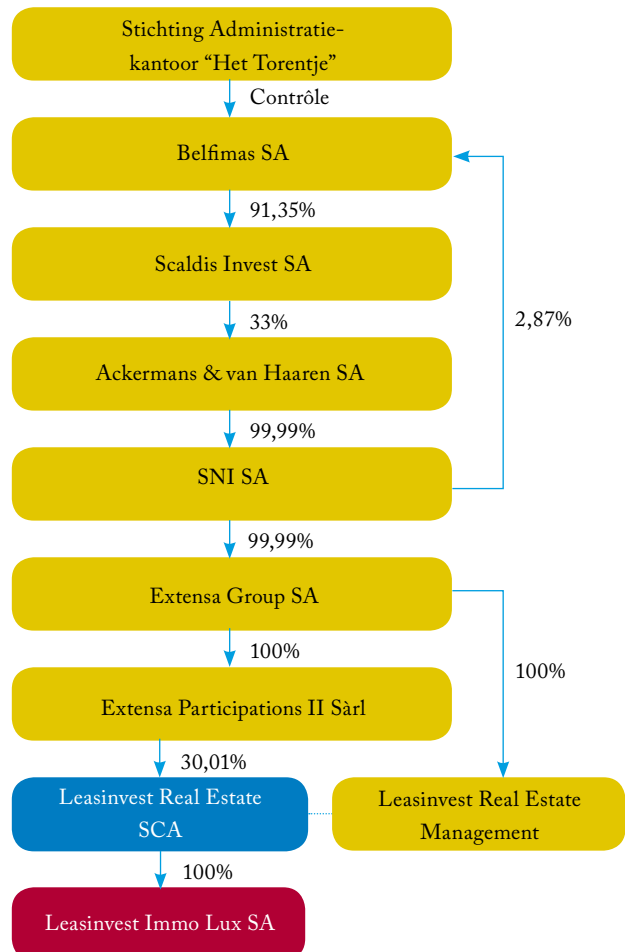 Stichting Administratie-
kantoor “Het Torentje”
Contrôle
Belfimas SA
91,35%
Scaldis Invest SA
33%
2,87%
Ackermans & van Haaren SA
99,99%
SNI SA
99,99%
Extensa Group SA
100%
100%
Extensa Participations II Sàrl
30,01%
Leasinvest Real Estate
SCA
Leasinvest Real Estate
Management
100%
Leasinvest Immo Lux SA